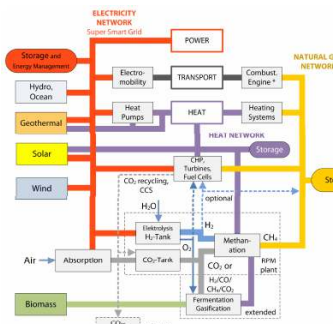 ELECTRICITY
NETWORK
Super Smart Grid
NATURAL G
NETWOR
POWER
Storage and
Energy Management
Electro-
mobility
TRANSPORT
Combust.
Engine *
Hydro,
Ocean
Heat
Pumps
HEAT
Heating
Systems
Geothermal
HEAT NETWORK
Storage
Solar
CO₂ recycling,
CCS
CHP,
Turbines,
Fuel Cells
Sto
Wind
optional
H₂O
Elektrolysis
H₂-Tank
H₂
O₂
Methan-
ation
CH₄
Air
Absorption
CO₂-Tank
CO₂ or
RPM
plant
H₂/CO/
CH₄/CO₂
Biomass
Fermentation
Gasification
extended